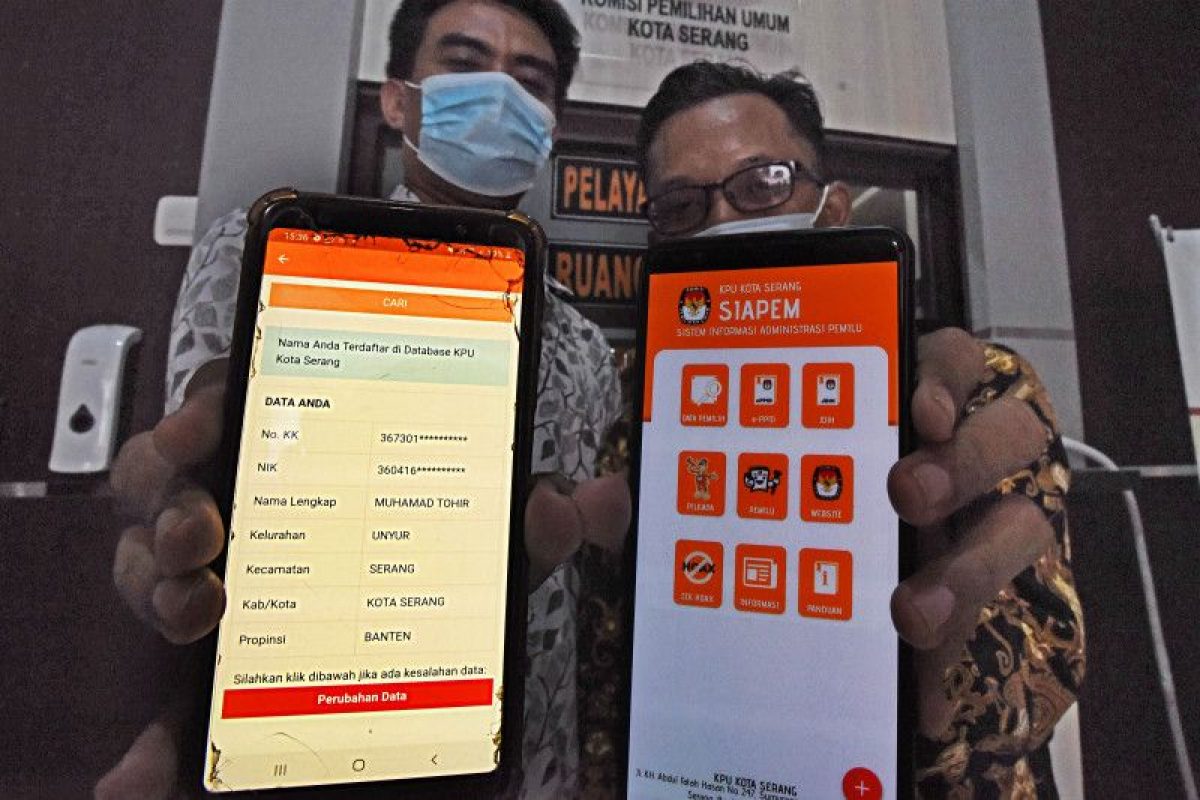 KOMISI PEMILIHAN UMUM
KOTA SERANG
PELAYA
RUANG
15:36
CARI
Nama Anda Terdaftar di Database KPU
Kota Serang
DATA ANDA
No. KK 367301**********
NIK 360416**********
Nama Lengkap MUHAMAD TOHIR
Kelurahan UNYUR
Kecamatan SERANG
Kab/Kota KOTA SERANG
Propinsi BANTEN
Silahkan klik dibawah jika ada kesalahan data:
Perubahan Data
KPU KOTA SERANG
SIAPEM
SISTEM INFORMASI ADMINISTRASI PEMILU
DATA PEMILIH
e-PPID
JDIH
PILKADA
PEMILU
WEBSITE
HOAX
CEK HOAX
INFORMASI
PANDUAN
KPU KOTA SERANG
Jl. KH. Abdul Fatah Hasan No. 247,
Serang
+